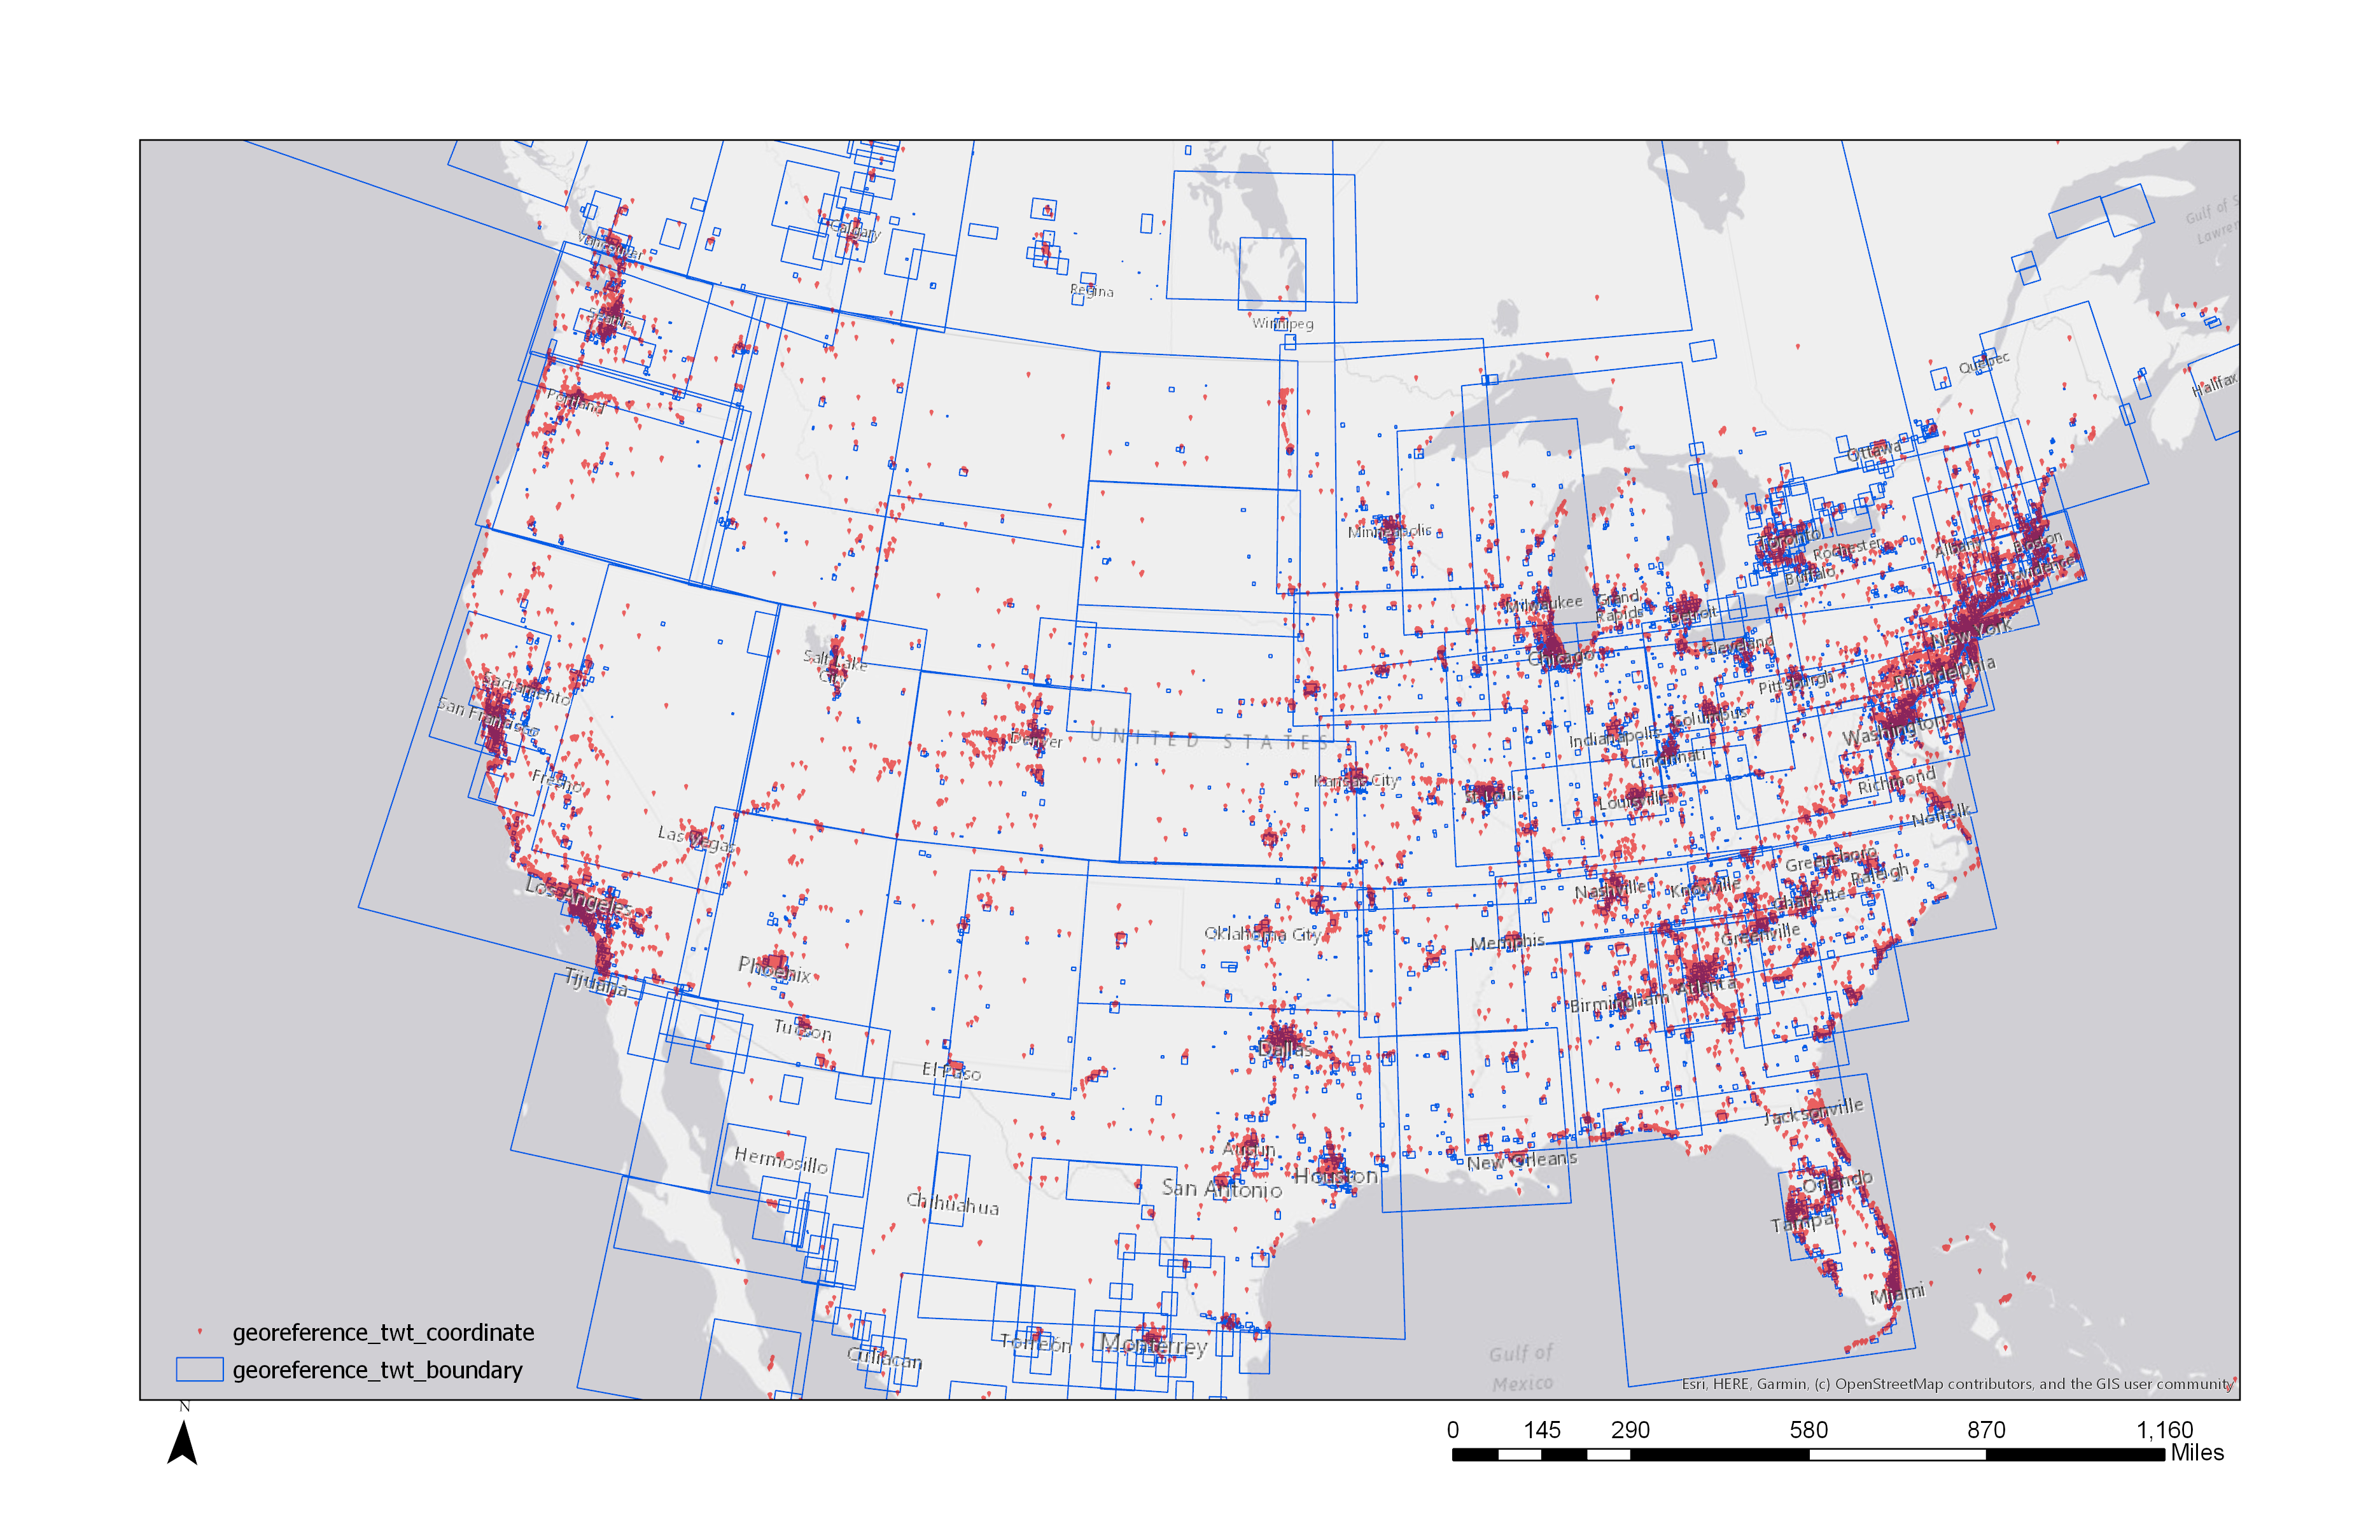 Gulf of S
Lawren
Vancouver
Calgary
Regina
Winnipeg
Seattle
Portland
Quebec
Halifax
Ottawa
Minneapolis
Toronto
Rochester
Buffalo
Albany
Boston
Providence
Milwaukee
Grand
Rapids
Detroit
Chicago
Cleveland
New York
Salt Lake
City
Sacramento
San Francisco
Pittsburgh
Philadelphia
Denver
UNITED STATES
Columbus
Indianapolis
Washington
Cincinnati
Fresno
Kansas City
St Louis
Louisville
Richmond
Norfolk
Las Vegas
Los Angeles
Nashville
Knoxville
Greensboro
Raleigh
Charlotte
Oklahoma City
Memphis
Greenville
Phoenix
Tijuana
Birmingham
Atlanta
Tucson
El Paso
Dallas
Jacksonville
Hermosillo
Austin
New Orleans
San Antonio
Houston
Orlando
Chihuahua
Tampa
Miami
Torreón
Monterrey
Culiacan
Gulf of
Mexico
georeference_twt_coordinate
georeference_twt_boundary
Esri, HERE, Garmin, (c) OpenStreetMap contributors, and the GIS user community
N
0 145 290 580 870 1,160
Miles